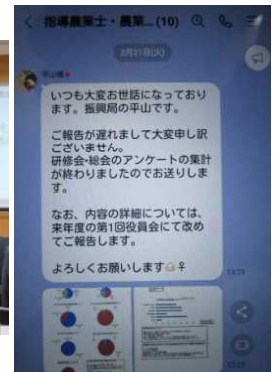 指導農業士・農業...(10)
2月21日(火)
いつも大変お世話になっており
ます。振興局の平山です。
ご報告が遅れまして大変申し訳
ございません。
研修会・総会のアンケートの集計
が終わりましたのでお送りしま
す。
なお、内容の詳細については、
来年度の第1回役員会にて改め
てご報告します。
よろしくお願いします
13:29